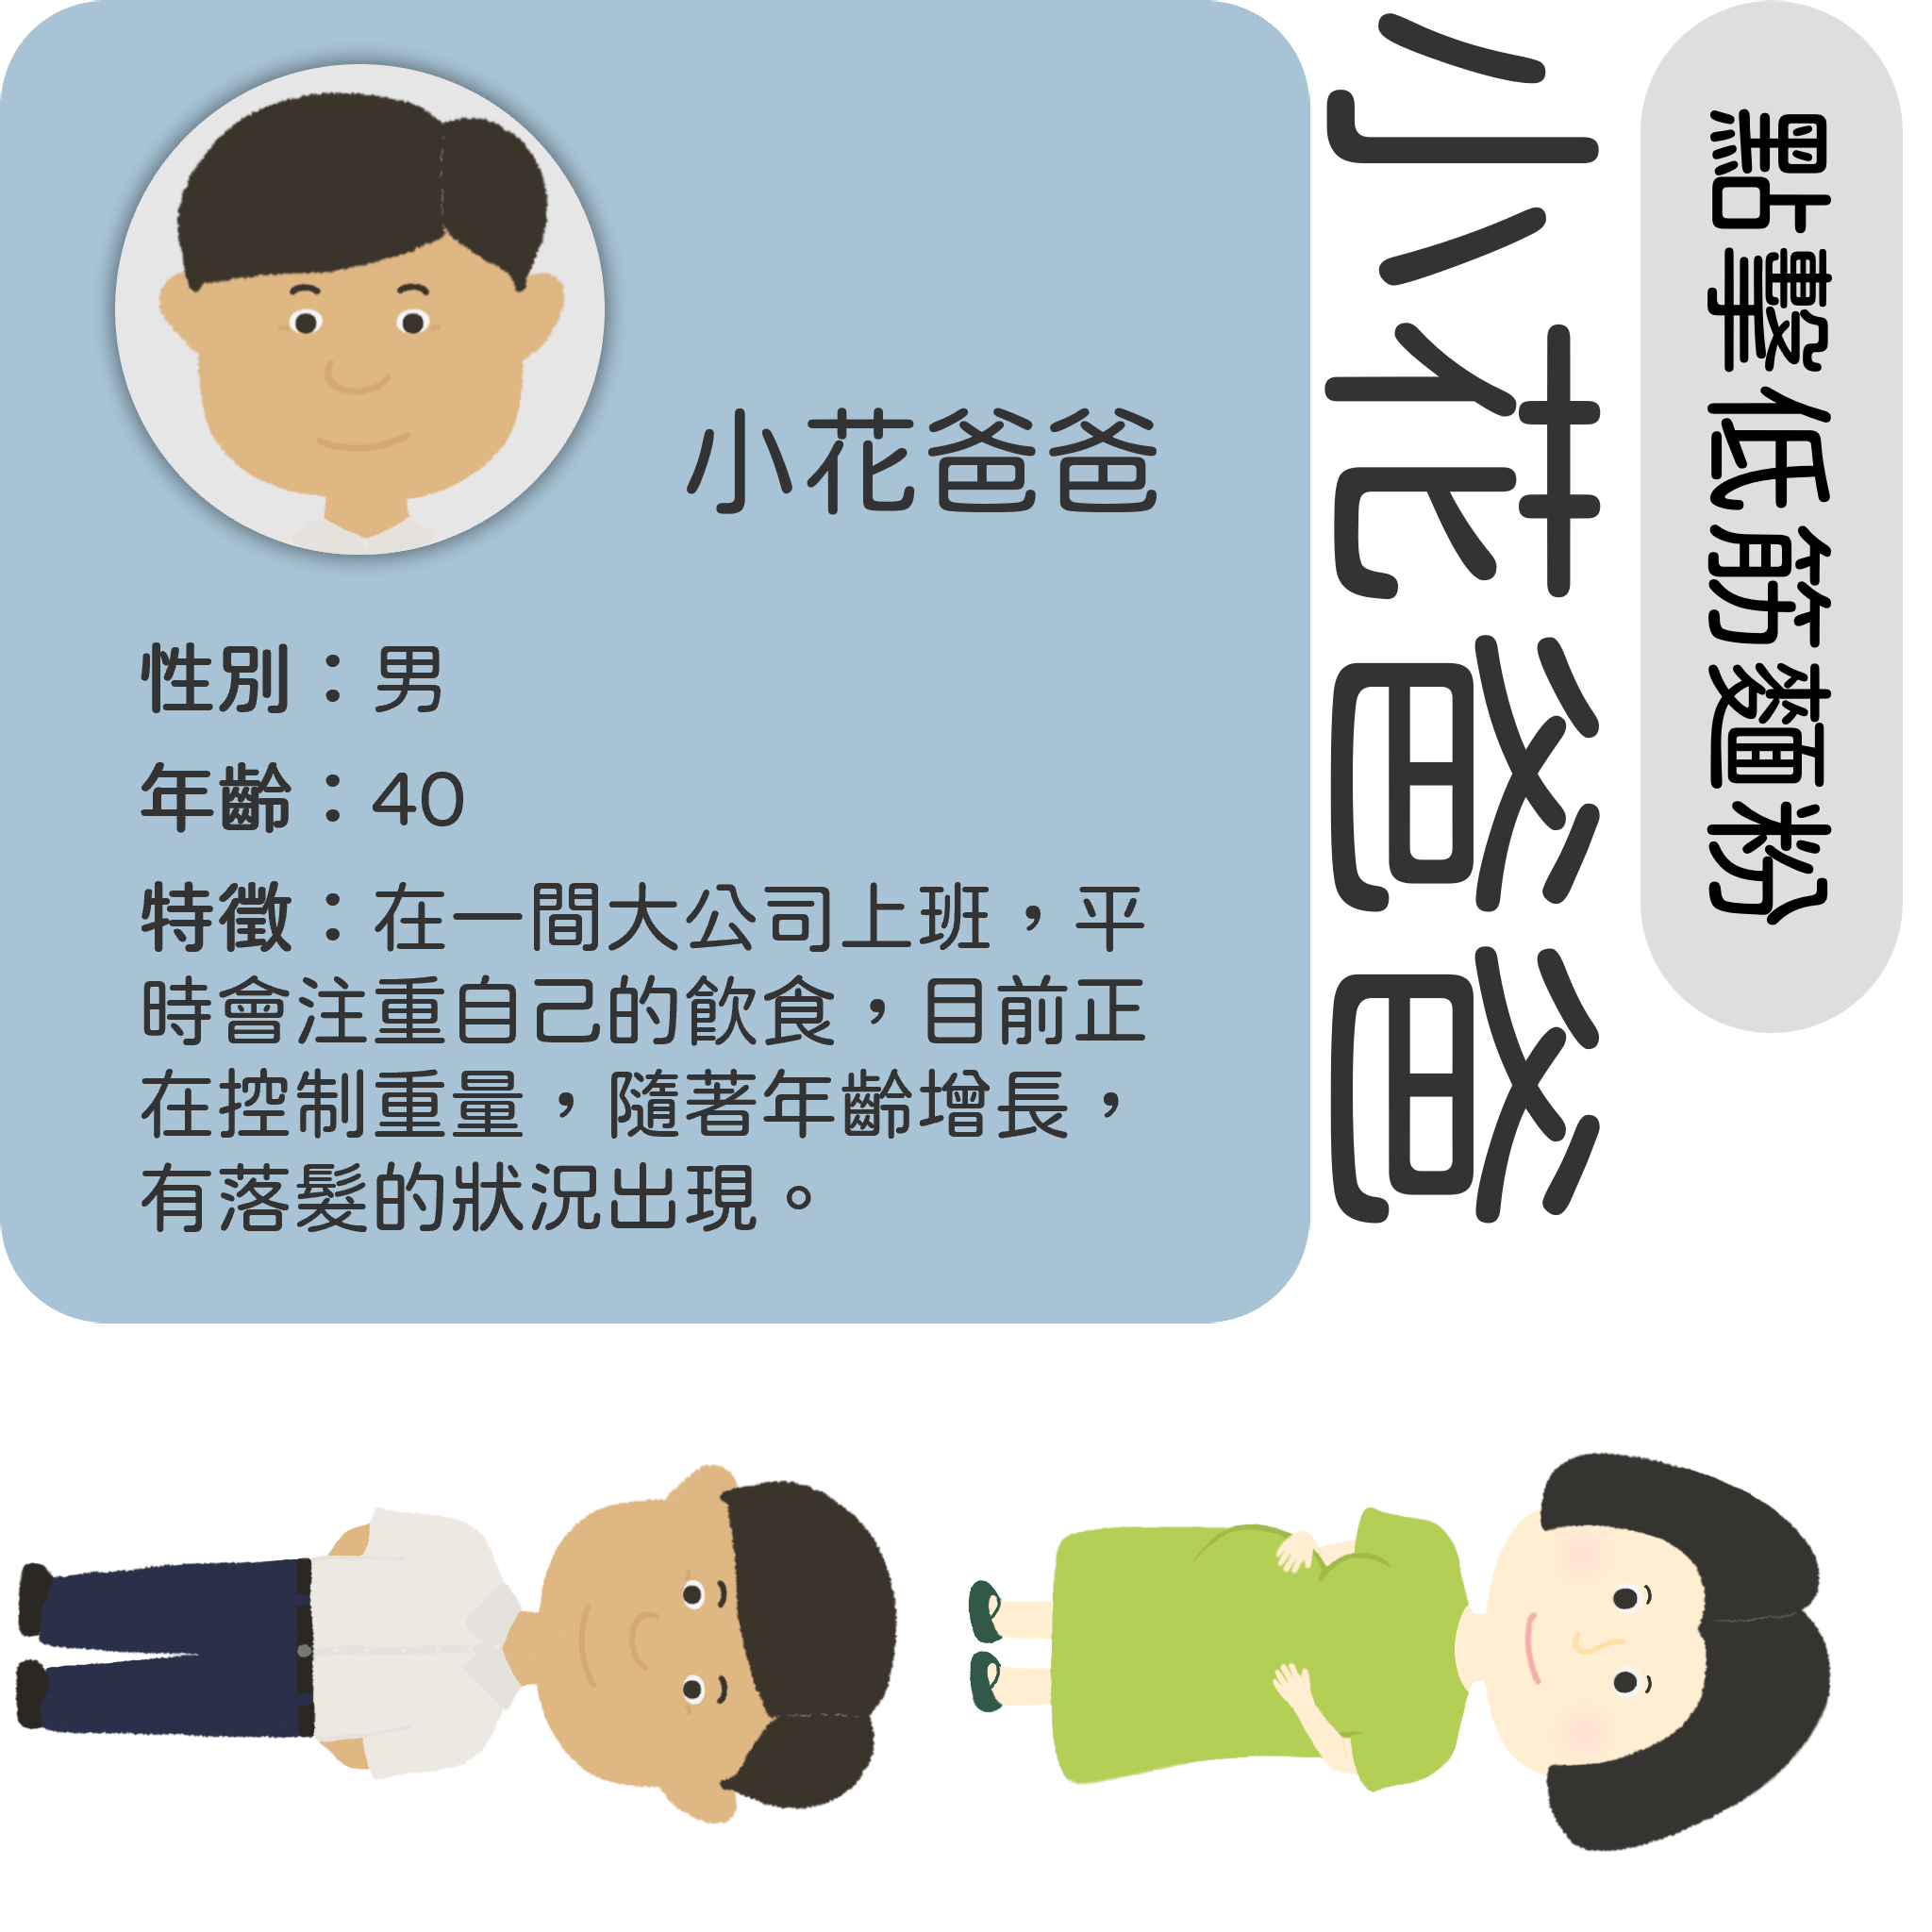 小花爸爸
性別：男
年齡：40
特徵：在一間大公司上班，平
時會注重自己的飲食，目前正
在控制重量，隨著年齡增長，
有落髮的狀況出現。
小花爸爸
點擊低筋麵粉